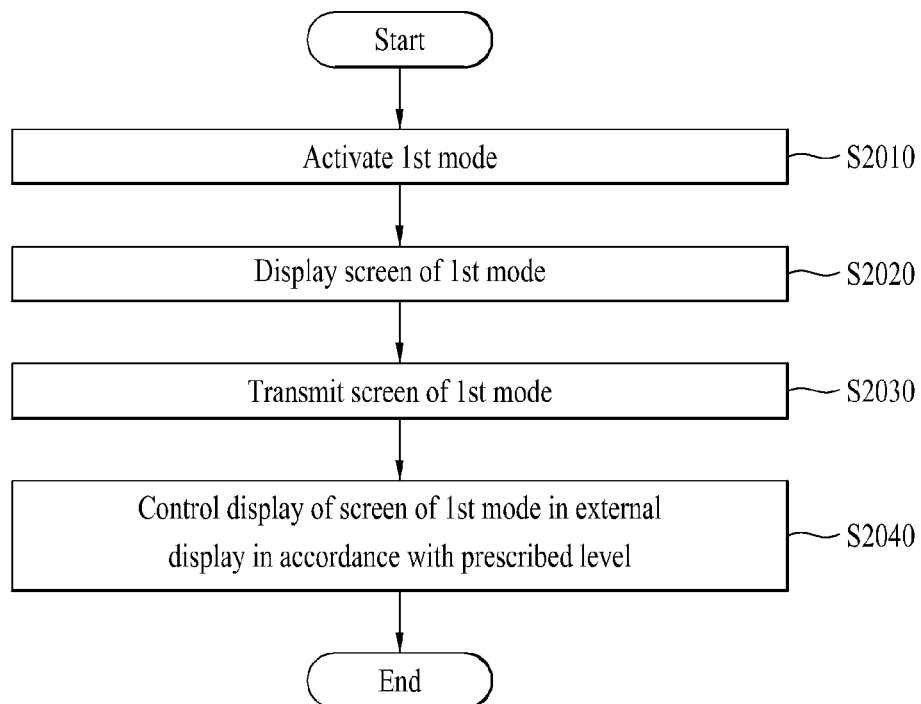 Start
Activate 1st mode
S2010
Display screen of 1st mode
S2020
Transmit screen of 1st mode
S2030
Control display of screen of 1st mode in external
display in accordance with prescribed level
S2040
End